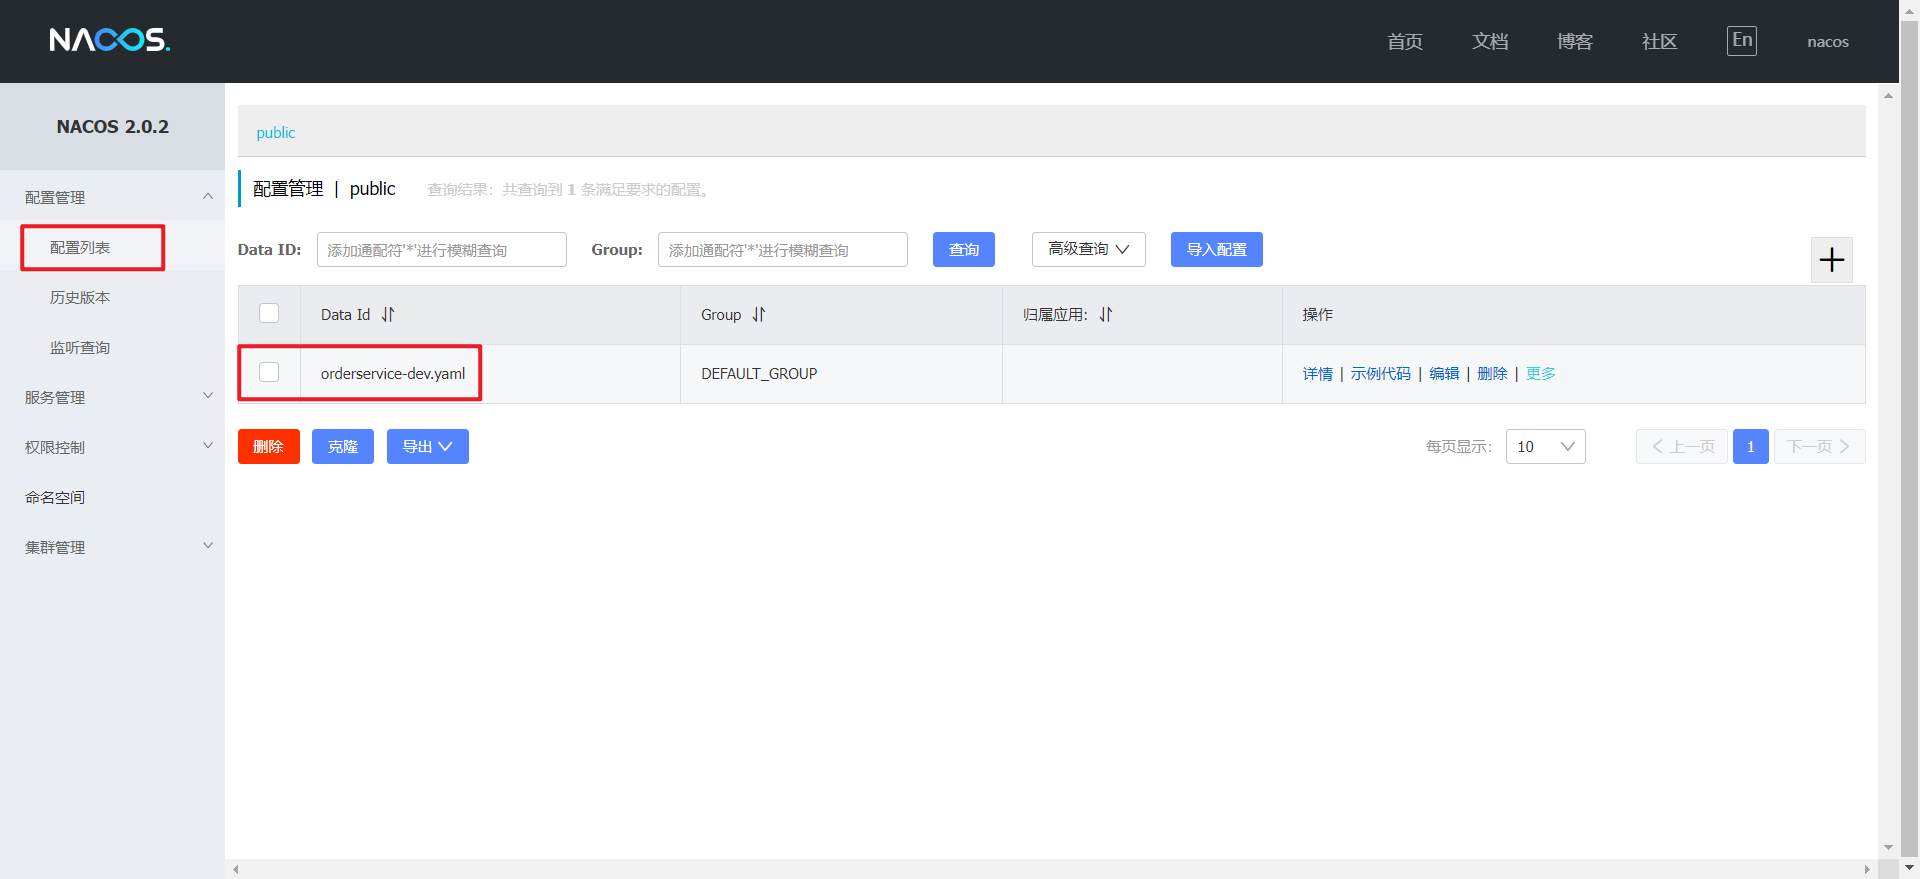 NACOS.
首页 文档 博客 社区 En nacos
NACOS 2.0.2
配置管理
配置列表
历史版本
监听查询
服务管理
权限控制
命名空间
集群管理
public
配置管理 | public 查询结果：共查询到 1 条满足要求的配置。
Data ID: 添加通配符'*'进行模糊查询 Group: 添加通配符'*'进行模糊查询 查询 高级查询 导入配置
Data Id Group 归属应用: 操作
orderservice-dev.yaml DEFAULT_GROUP 详情 | 示例代码 | 编辑 | 删除 | 更多
删除 克隆 导出 每页显示: 10 上一页 1 下一页